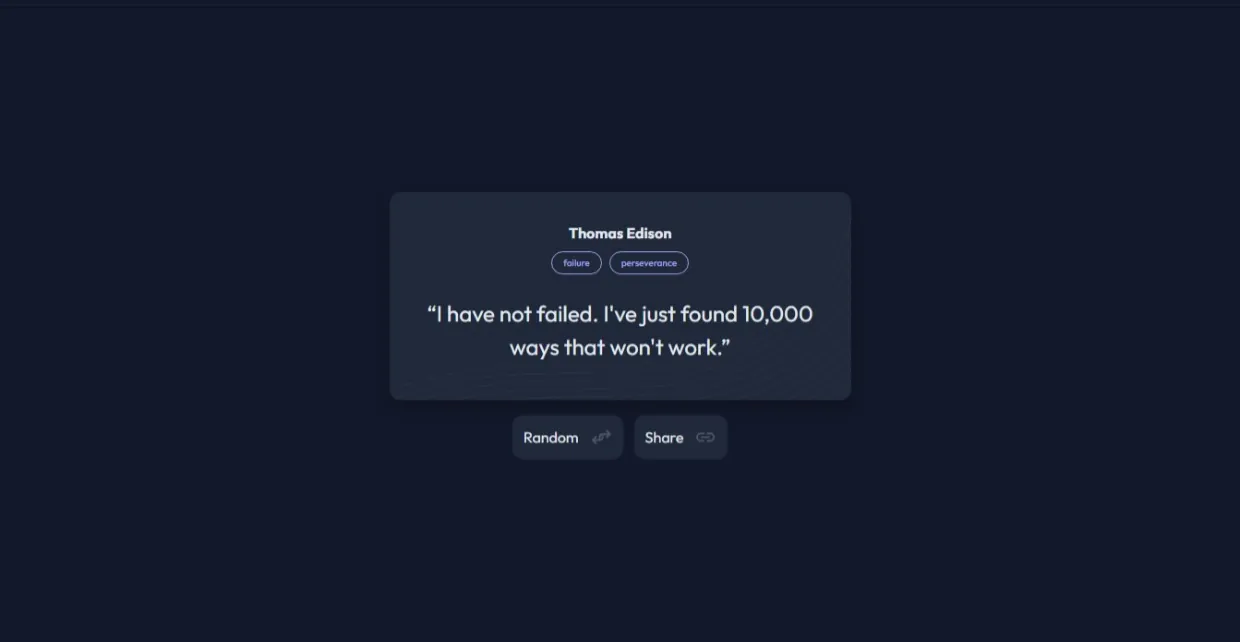 Thomas Edison
failure perseverance
“I have not failed. I've just found 10,000
ways that won't work.”
Random Share